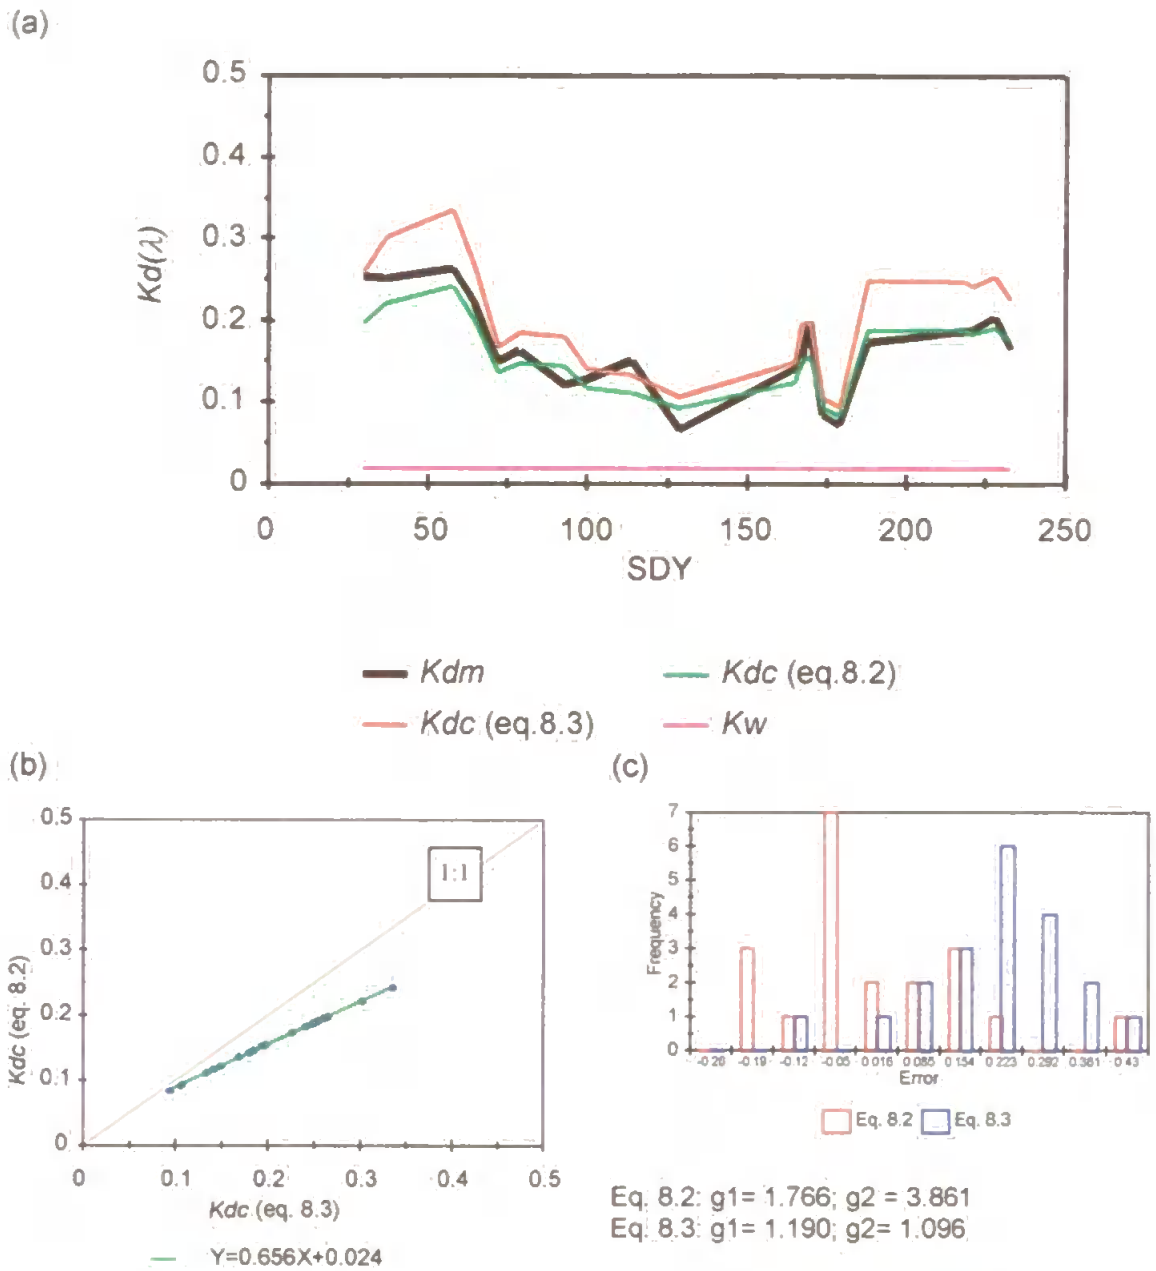 (a)
0.5
0.4
0.3
0.2
0.1
0
Kd(λ)
0 50 100 150 200 250
SDY
Kdm Kdc (eq.8.2)
Kdc (eq.8.3) Kw
(b)
0.5
0.4
0.3
0.2
0.1
0
Kdc (eq. 8.2)
1:1
0 0.1 0.2 0.3 0.4 0.5
Kdc (eq. 8.3)
Y=0.656X+0.024
(c)
7
6
5
4
3
2
1
0
Frequency
-0.26 -0.19 -0.12 -0.05 0.016 0.085 0.154 0.223 0.292 0.361 0.43
Error
Eq. 8.2 Eq. 8.3
Eq. 8.2: g1= 1.766; g2 = 3.861
Eq. 8.3: g1= 1.190; g2= 1.096